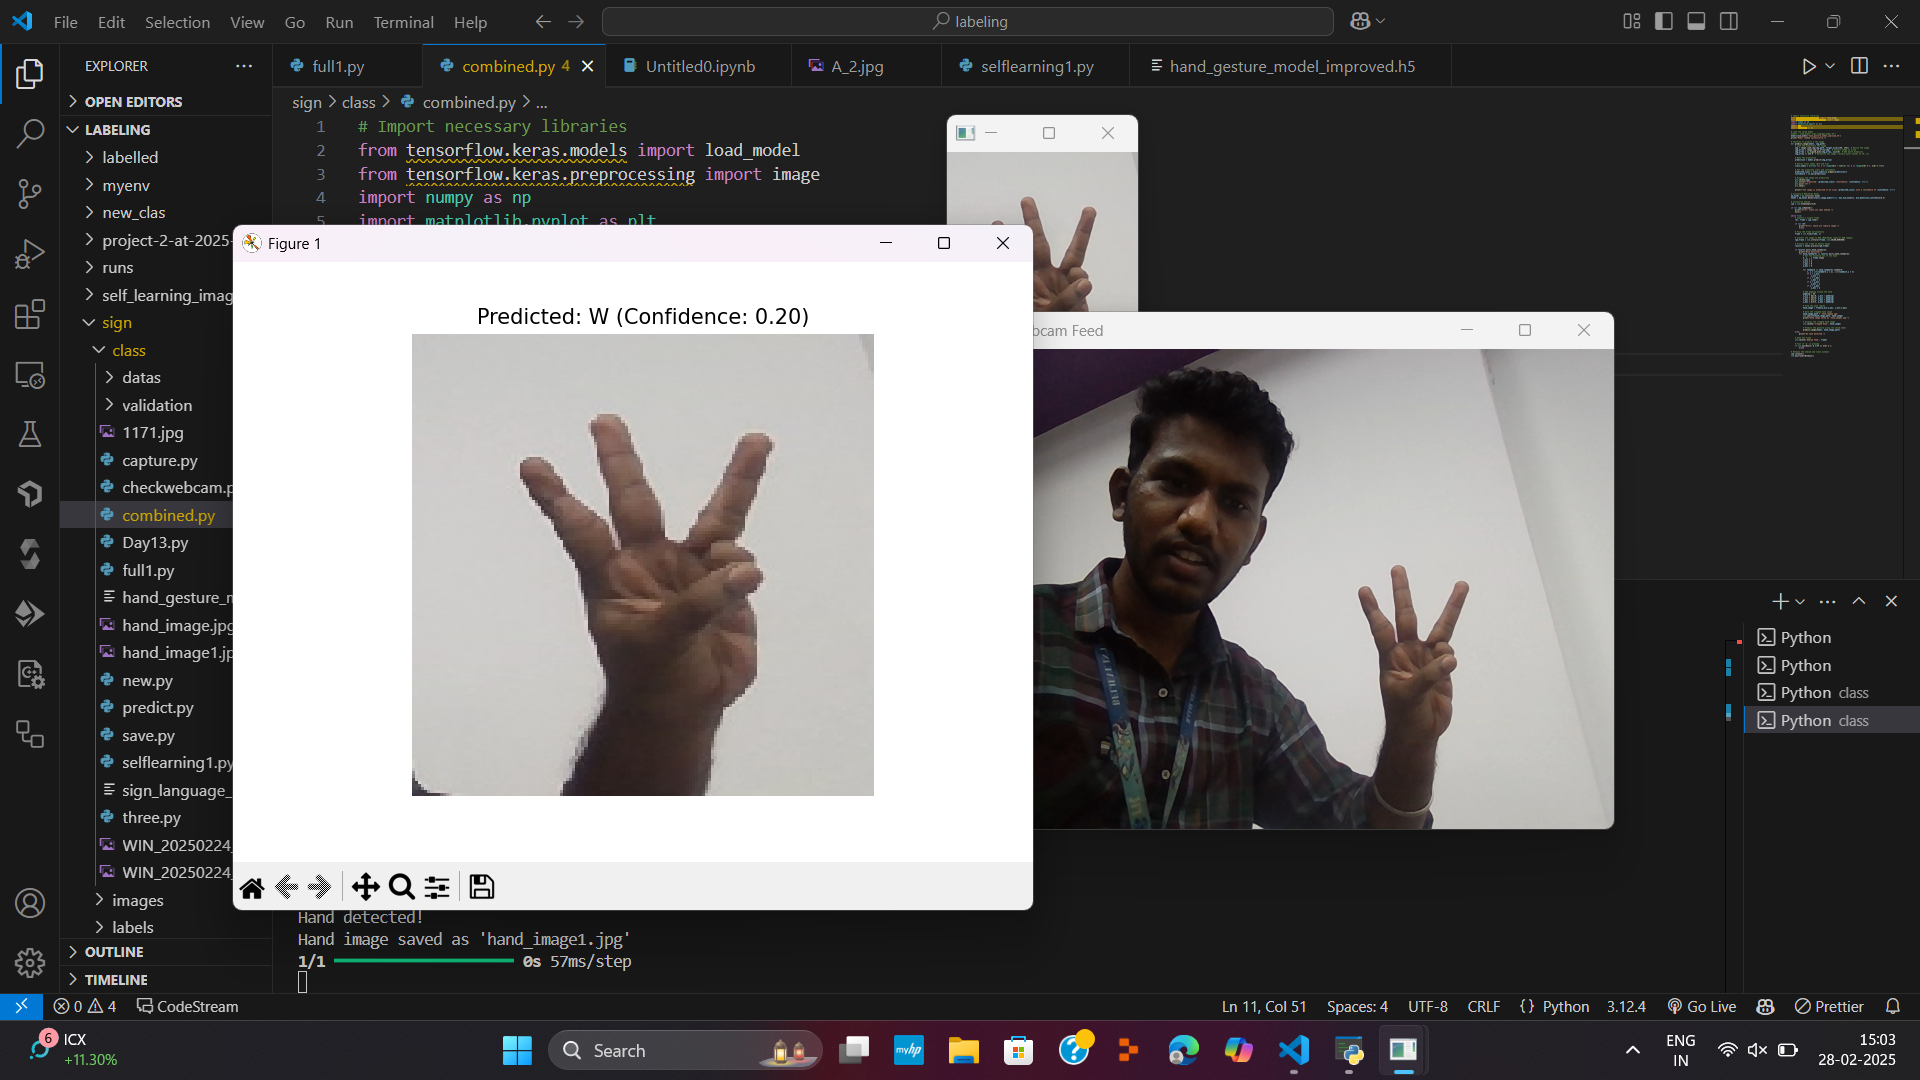 File Edit Selection View Go Run Terminal Help
labeling
EXPLORER
full1.py
combined.py 4
Untitled0.ipynb
A_2.jpg
selflearning1.py
hand_gesture_model_improved.h5
OPEN EDITORS
LABELING
labelled
myenv
new_clas
project-2-at-2025-
runs
self_learning_imag
sign
class
datas
validation
1171.jpg
capture.py
checkwebcam.p
combined.py
Day13.py
full1.py
hand_gesture_m
hand_image.jpg
hand_image1.jp
new.py
predict.py
save.py
selflearning1.py
sign_language_
three.py
WIN_20250224_
WIN_20250224_
images
labels
OUTLINE
TIMELINE
sign > class > combined.py > ...
1 # Import necessary libraries
2 from tensorflow.keras.models import load_model
3 from tensorflow.keras.preprocessing import image
4 import numpy as np
5 import matplotlib.pyplot as plt
Figure 1
Predicted: W (Confidence: 0.20)
bcam Feed
Hand detected!
Hand image saved as 'hand_image1.jpg'
1/1 0s 57ms/step
Python
Python
Python class
Python class
0 4 CodeStream
Ln 11, Col 51 Spaces: 4 UTF-8 CRLF {} Python 3.12.4 Go Live Prettier
6
ICX
+11.30%
Search
myhp
ENG
IN
15:03
28-02-2025